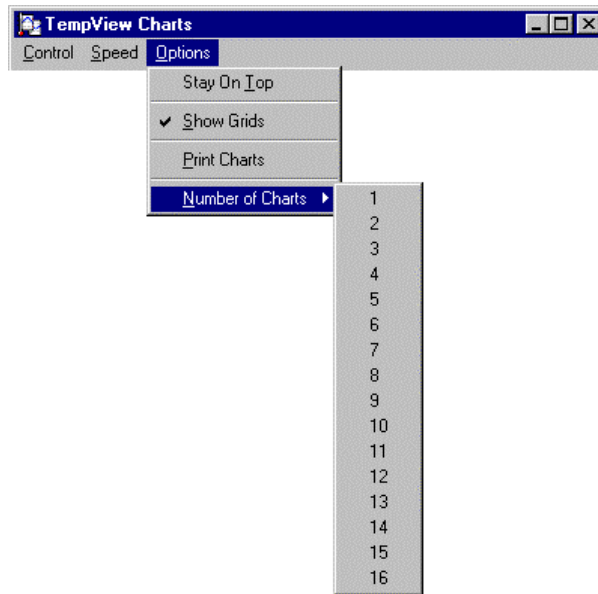 TempView Charts
Control Speed Options
Stay On Top
✓ Show Grids
Print Charts
Number of Charts
1
2
3
4
5
6
7
8
9
10
11
12
13
14
15
16